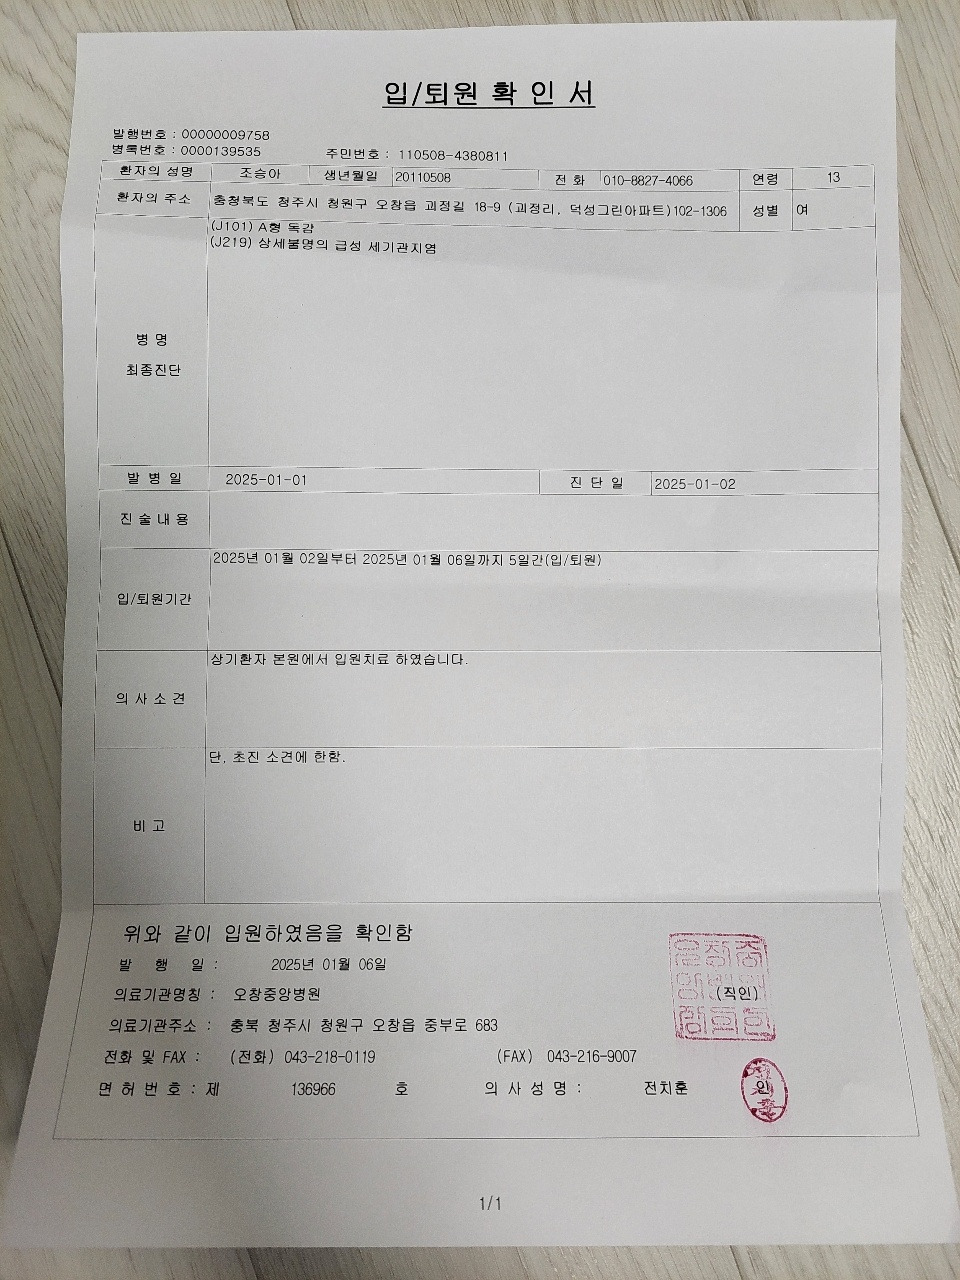 입/퇴원 확 인 서
발행번호 : 00000009758
병록번호 : 0000139535
주민번호 : 110508-4380811
환자의 성명 조승아 생년월일 20110508 전 화 010-8827-4066 연령 13
환자의 주소 충청북도 청주시 청원구 오창읍 괴정길 18-9 (괴정리, 덕성그린아파트)102-1306 성별 여
(J101) A형 독감
(J219) 상세불명의 급성 세기관지염
병 명
최종진단
발 병 일 2025-01-01 진 단 일 2025-01-02
진 술 내 용
2025년 01월 02일부터 2025년 01월 06일까지 5일간(입/퇴원)
입/퇴원기간
상기환자 본원에서 입원치료 하였습니다.
의 사 소 견
단, 초진 소견에 한함.
비 고
위와 같이 입원하였음을 확인함
발 행 일 : 2025년 01월 06일
의료기관명칭 : 오창중앙병원 (직인)
의료기관주소 : 충북 청주시 청원구 오창읍 중부로 683
전화 및 FAX : (전화) 043-218-0119 (FAX) 043-216-9007
면 허 번 호 : 제 136966 호 의 사 성 명 : 전치훈 인
1/1